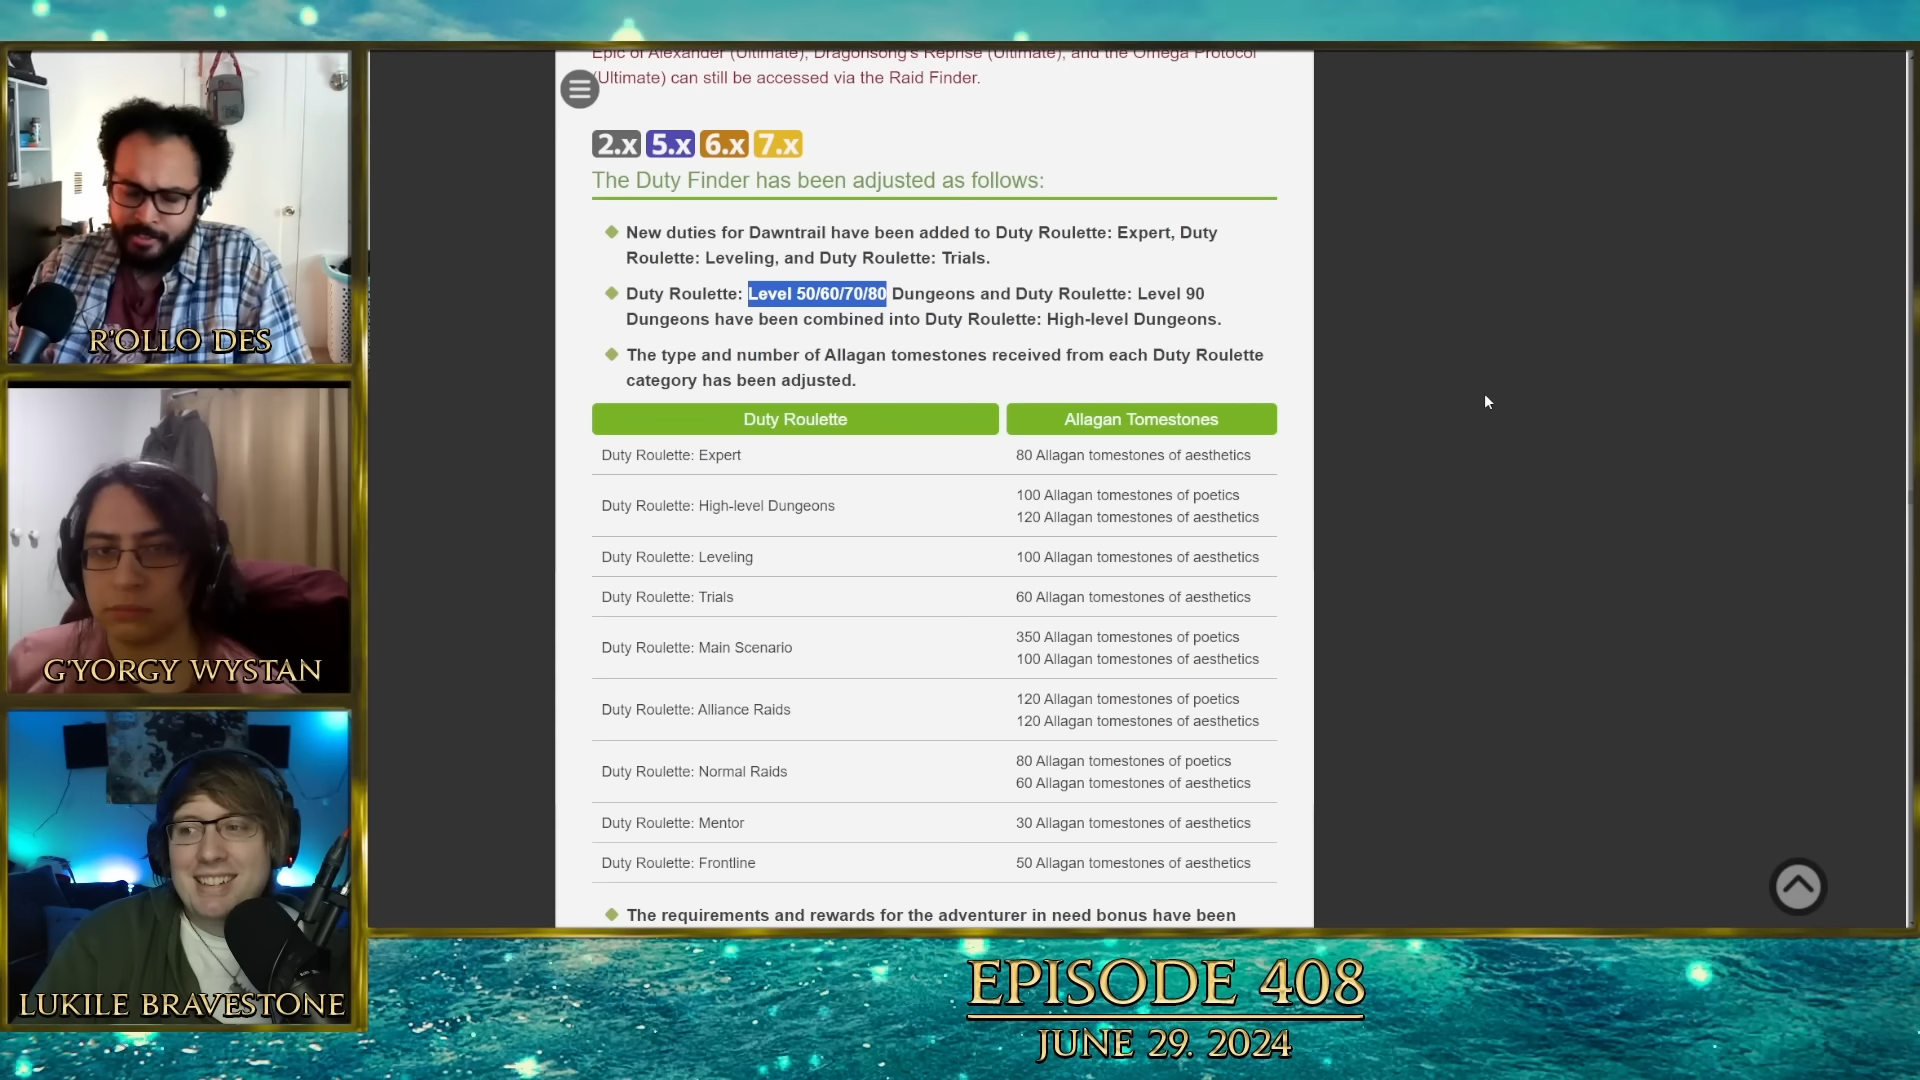 Epic of Alexander (Ultimate), Dragonsong's Reprise (Ultimate), and the Omega Protocol
(Ultimate) can still be accessed via the Raid Finder.
2.x 5.x 6.x 7.x
The Duty Finder has been adjusted as follows:
New duties for Dawntrail have been added to Duty Roulette: Expert, Duty
Roulette: Leveling, and Duty Roulette: Trials.
Duty Roulette: Level 50/60/70/80 Dungeons and Duty Roulette: Level 90
Dungeons have been combined into Duty Roulette: High-level Dungeons.
The type and number of Allagan tomestones received from each Duty Roulette
category has been adjusted.
Duty Roulette Allagan Tomestones
Duty Roulette: Expert 80 Allagan tomestones of aesthetics
Duty Roulette: High-level Dungeons 100 Allagan tomestones of poetics
120 Allagan tomestones of aesthetics
Duty Roulette: Leveling 100 Allagan tomestones of aesthetics
Duty Roulette: Trials 60 Allagan tomestones of aesthetics
Duty Roulette: Main Scenario 350 Allagan tomestones of poetics
100 Allagan tomestones of aesthetics
Duty Roulette: Alliance Raids 120 Allagan tomestones of poetics
120 Allagan tomestones of aesthetics
Duty Roulette: Normal Raids 80 Allagan tomestones of poetics
60 Allagan tomestones of aesthetics
Duty Roulette: Mentor 30 Allagan tomestones of aesthetics
Duty Roulette: Frontline 50 Allagan tomestones of aesthetics
The requirements and rewards for the adventurer in need bonus have been
R'OLLO DES
G'YORGY WYSTAN
LUKILE BRAVESTONE
EPISODE 408
JUNE 29. 2024